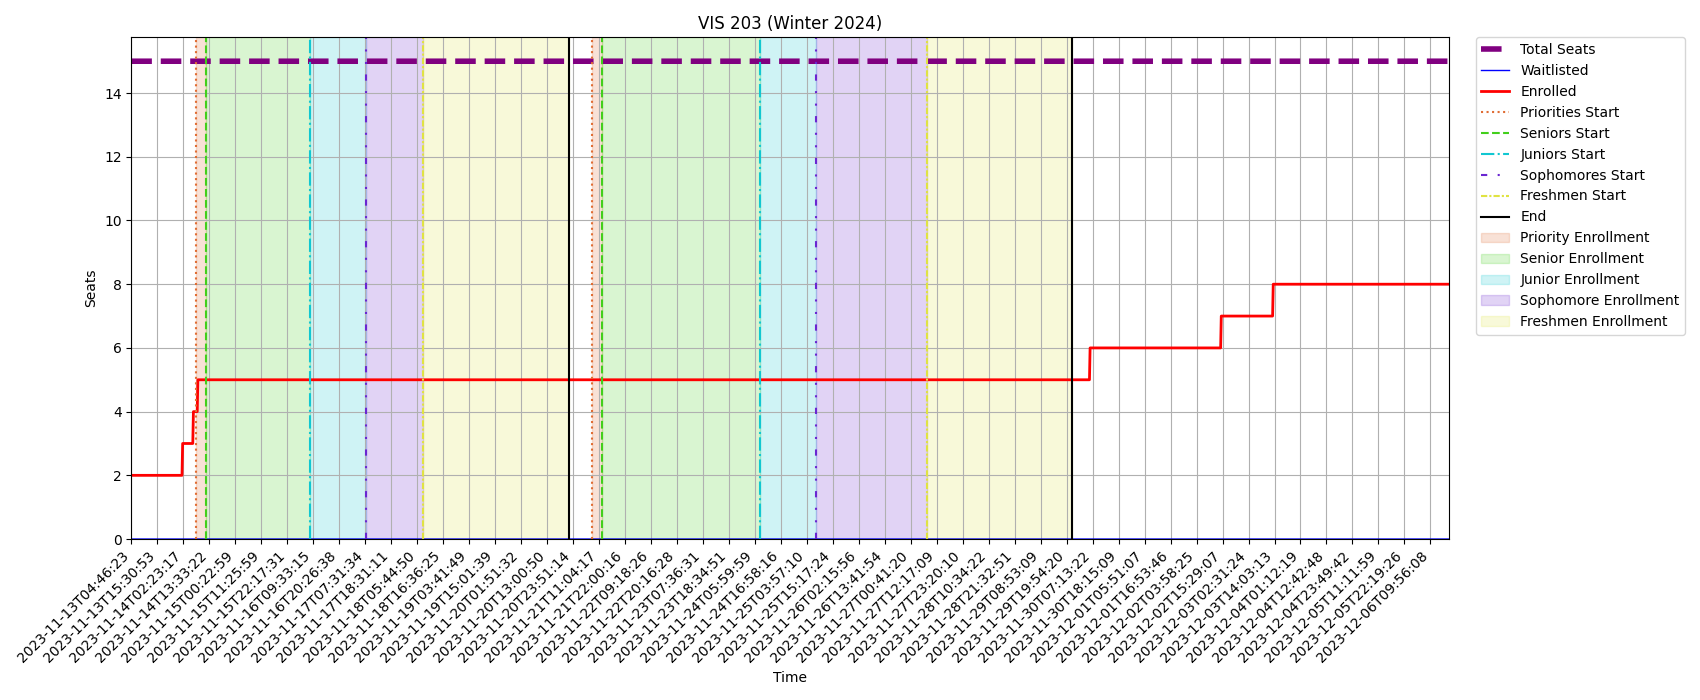 VIS 203 (Winter 2024)
Seats
14
12
10
8
6
4
2
0
2023-11-13T04:46:23
2023-11-13T15:30:53
2023-11-14T02:23:17
2023-11-14T13:33:22
2023-11-15T00:22:59
2023-11-15T11:25:59
2023-11-15T22:17:31
2023-11-16T09:33:15
2023-11-16T20:26:38
2023-11-17T07:31:34
2023-11-17T18:31:11
2023-11-18T05:44:50
2023-11-18T16:36:25
2023-11-19T03:41:49
2023-11-19T15:01:39
2023-11-20T01:51:32
2023-11-20T13:00:50
2023-11-20T23:51:14
2023-11-21T11:04:17
2023-11-21T22:00:16
2023-11-22T09:18:26
2023-11-22T20:16:28
2023-11-23T07:36:31
2023-11-23T18:34:51
2023-11-24T05:59:59
2023-11-24T16:58:16
2023-11-25T03:57:10
2023-11-25T15:17:24
2023-11-26T02:15:56
2023-11-26T13:41:54
2023-11-27T00:41:20
2023-11-27T12:17:09
2023-11-27T23:20:10
2023-11-28T10:34:22
2023-11-28T21:32:51
2023-11-29T08:53:09
2023-11-29T19:54:20
2023-11-30T07:13:22
2023-11-30T18:15:09
2023-12-01T05:51:07
2023-12-01T16:53:46
2023-12-02T03:58:25
2023-12-02T15:29:07
2023-12-03T02:31:24
2023-12-03T14:03:13
2023-12-04T01:12:19
2023-12-04T12:42:48
2023-12-04T23:49:42
2023-12-05T11:11:59
2023-12-05T22:19:26
2023-12-06T09:56:08
Time
Total Seats
Waitlisted
Enrolled
Priorities Start
Seniors Start
Juniors Start
Sophomores Start
Freshmen Start
End
Priority Enrollment
Senior Enrollment
Junior Enrollment
Sophomore Enrollment
Freshmen Enrollment